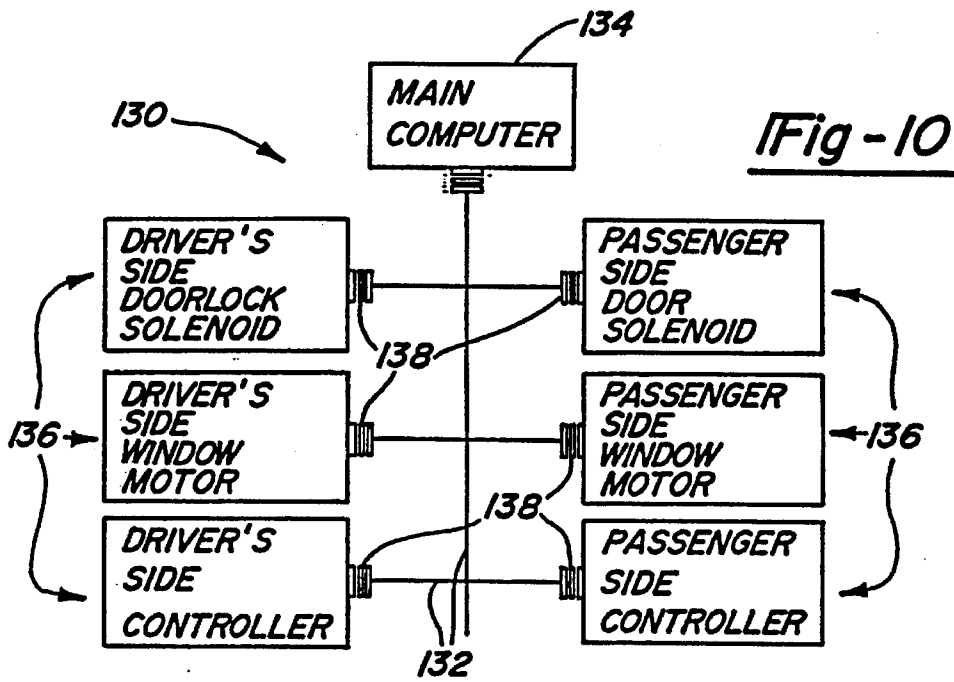 134
MAIN
COMPUTER
130
Fig-10
DRIVER'S
SIDE
DOORLOCK
SOLENOID
PASSENGER
SIDE
DOOR
SOLENOID
138
DRIVER'S
SIDE
WINDOW
MOTOR
PASSENGER
SIDE
WINDOW
MOTOR
136
136
138
DRIVER'S
SIDE
CONTROLLER
PASSENGER
SIDE
CONTROLLER
132